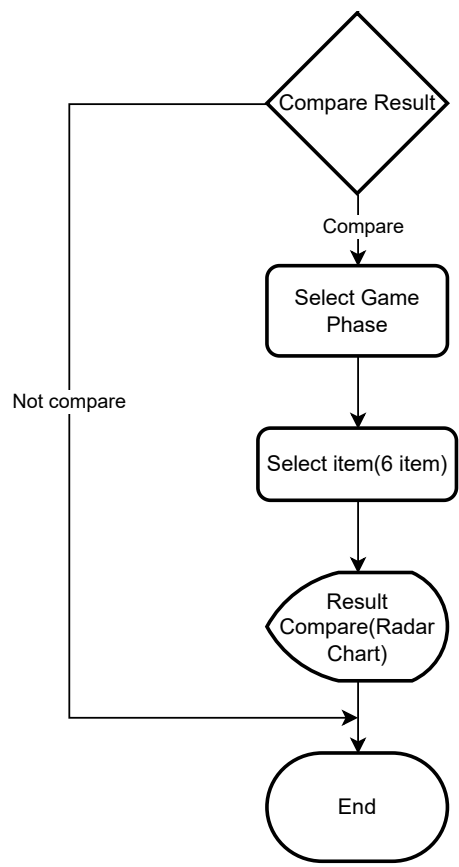 Compare Result
Compare
Select Game
Phase
Not compare
Select item(6 item)
Result
Compare(Radar
Chart)
End